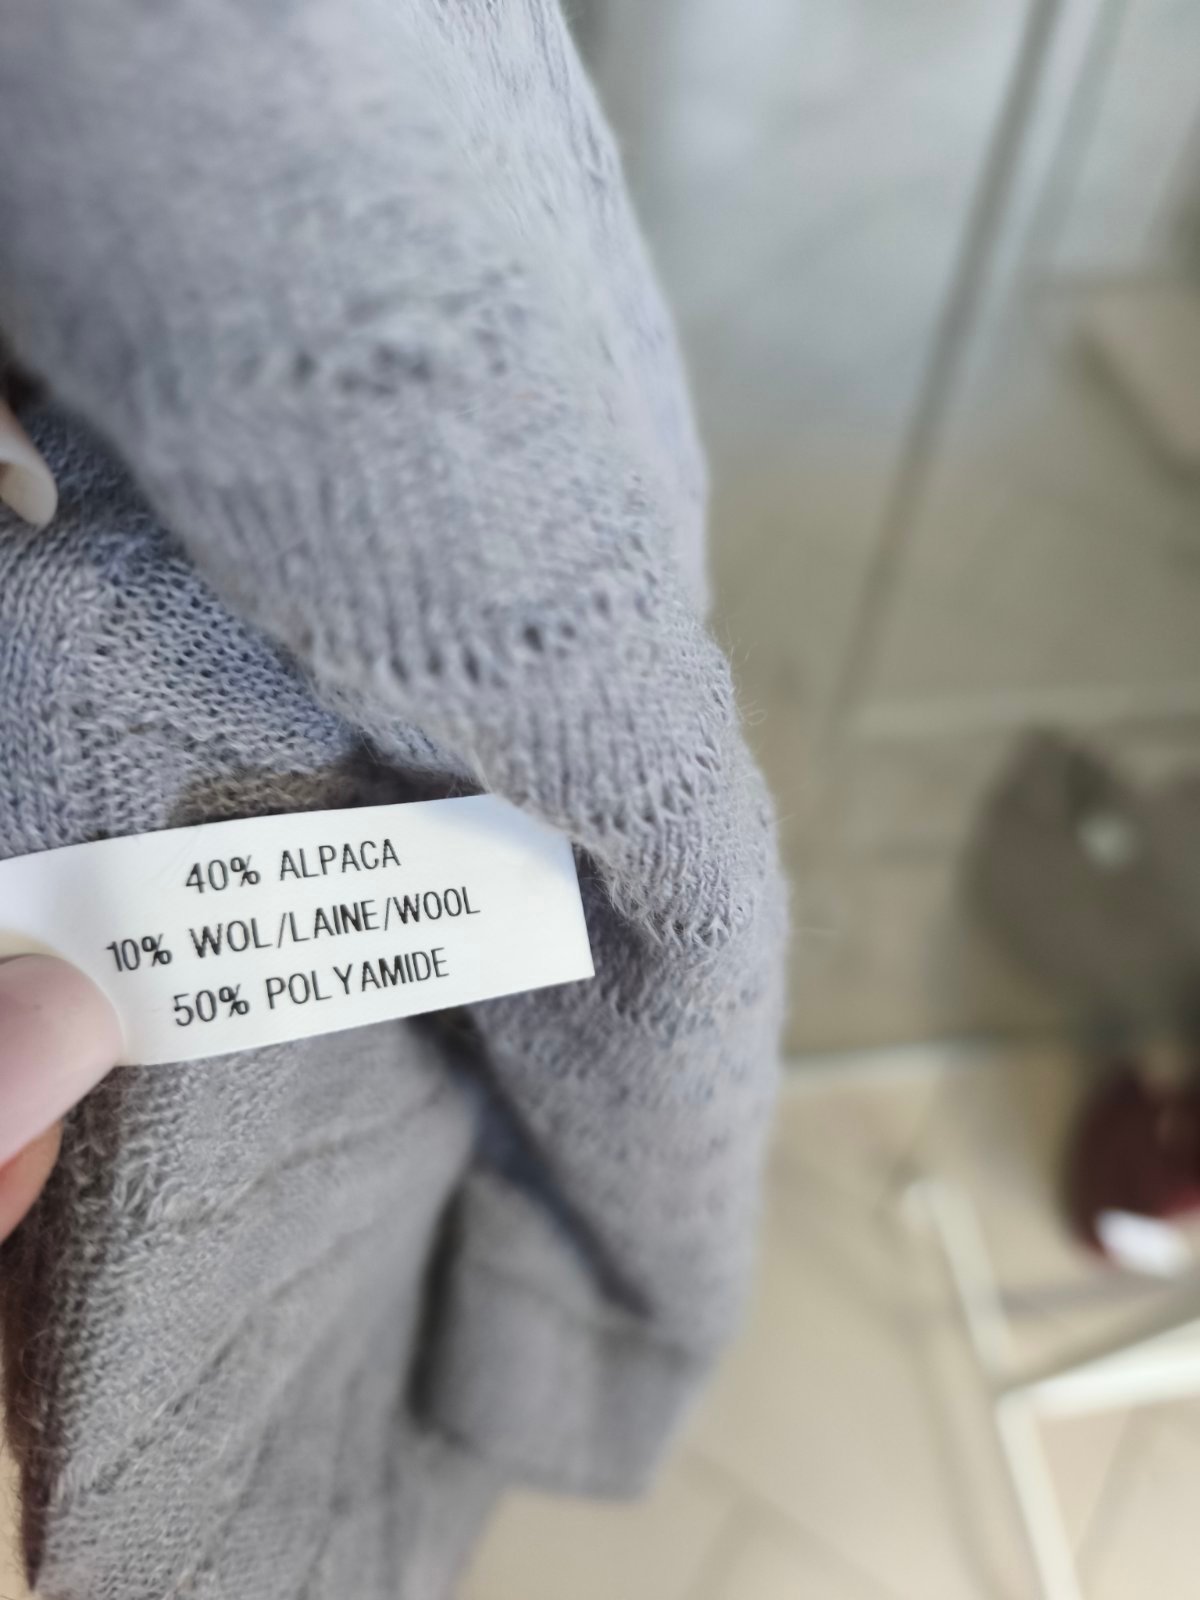 40% ALPACA
10% WOL/LAINE/WOOL
50% POLYAMIDE